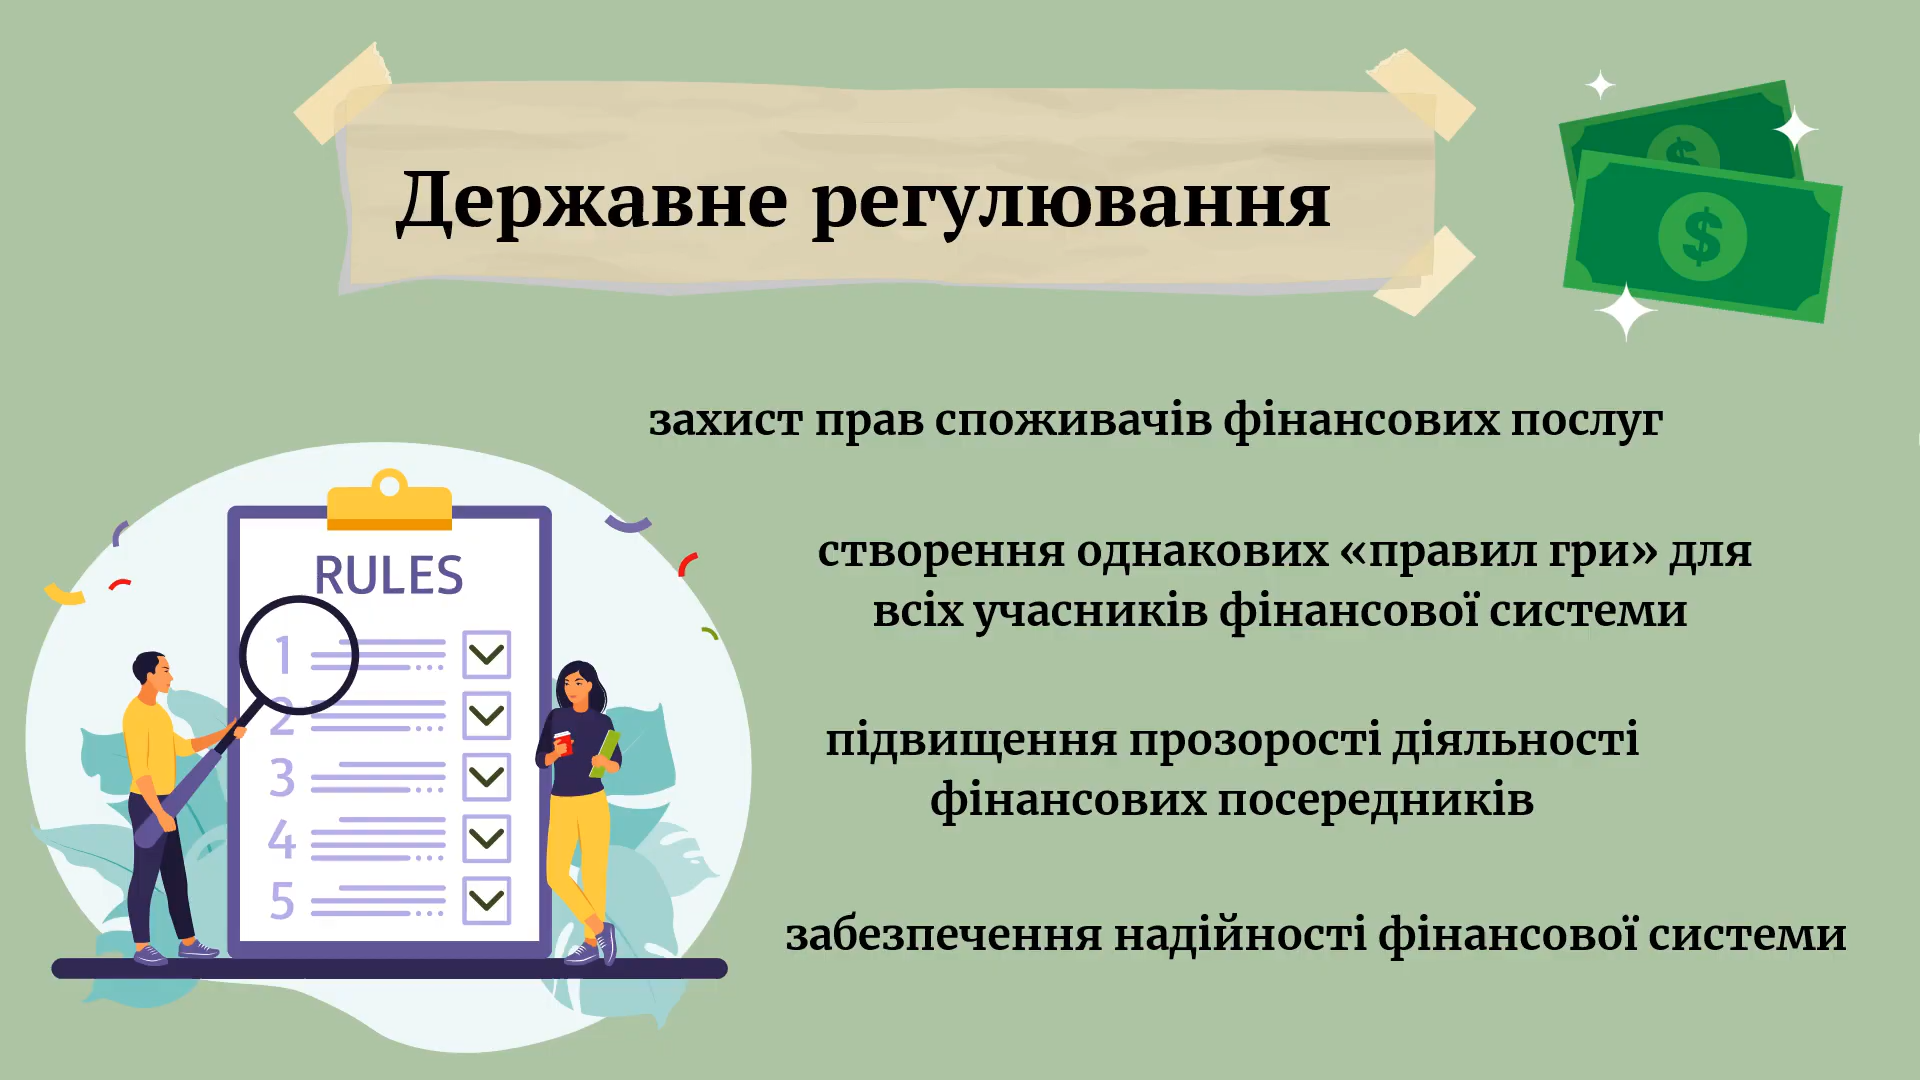 Державне регулювання
$
$
захист прав споживачів фінансових послуг
створення однакових «правил гри» для
всіх учасників фінансової системи
підвищення прозорості діяльності
фінансових посередників
забезпечення надійності фінансової системи
RULES
1
2
3
4
5